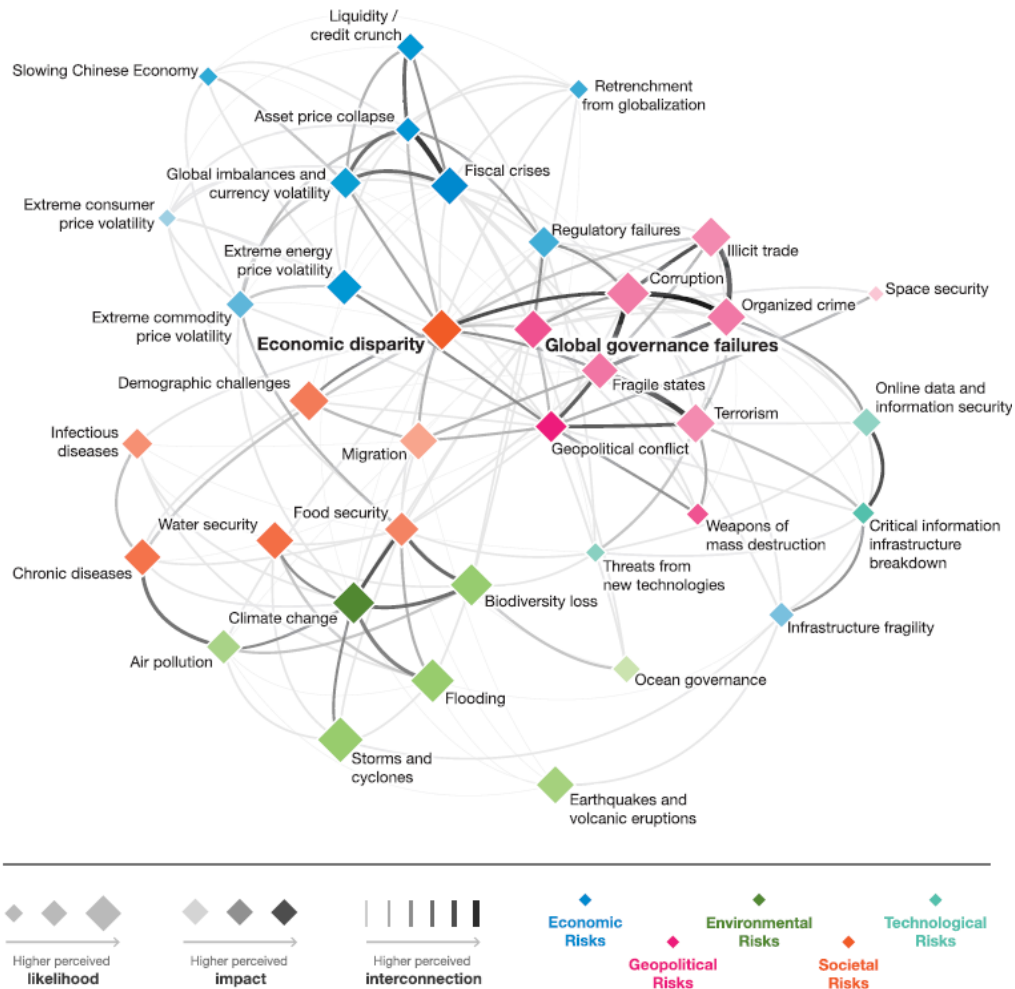 Liquidity /
credit crunch
Slowing Chinese Economy
Retrenchment
from globalization
Asset price collapse
Global imbalances and
currency volatility
Fiscal crises
Extreme consumer
price volatility
Regulatory failures
Illicit trade
Extreme energy
price volatility
Corruption
Space security
Organized crime
Extreme commodity
price volatility
Economic disparity
Global governance failures
Demographic challenges
Fragile states
Online data and
information security
Terrorism
Infectious
diseases
Migration
Geopolitical conflict
Food security
Water security
Weapons of
mass destruction
Critical information
infrastructure
breakdown
Chronic diseases
Threats from
new technologies
Biodiversity loss
Climate change
Infrastructure fragility
Air pollution
Ocean governance
Flooding
Storms and
cyclones
Earthquakes and
volcanic eruptions
Higher perceived
likelihood
Higher perceived
impact
Higher perceived
interconnection
Economic
Risks
Geopolitical
Risks
Environmental
Risks
Societal
Risks
Technological
Risks